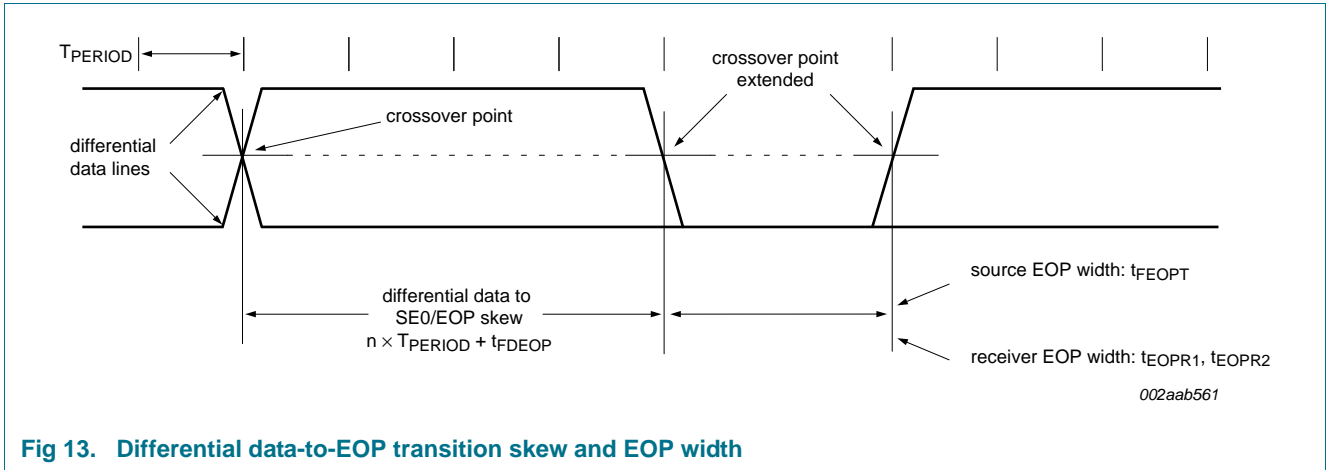 TPERIOD
crossover point
extended
crossover point
differential
data lines
source EOP width: tFEOPT
differential data to
SE0/EOP skew
n × TPERIOD + tFDEOP
receiver EOP width: tEOPR1, tEOPR2
002aab561
Fig 13. Differential data-to-EOP transition skew and EOP width